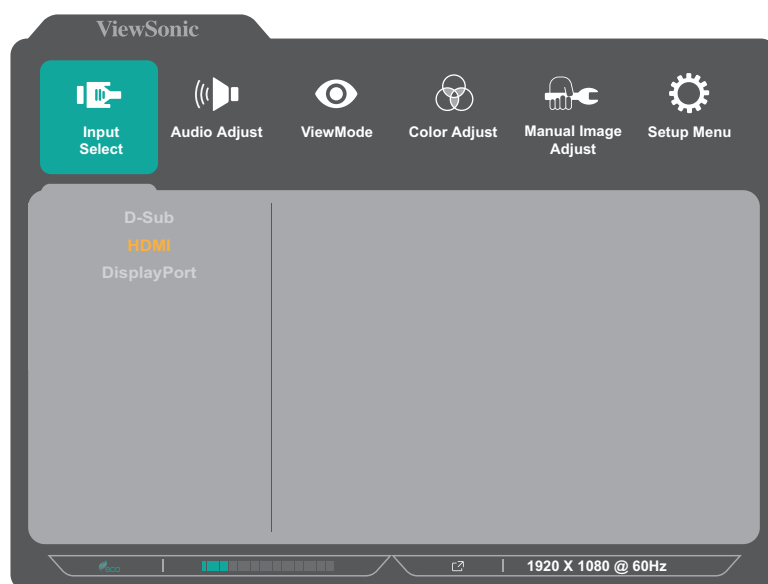 ViewSonic
Input
Select
Audio Adjust
ViewMode
Color Adjust
Manual Image
Adjust
Setup Menu
D-Sub
HDMI
DisplayPort
eco
1920 X 1080 @ 60Hz